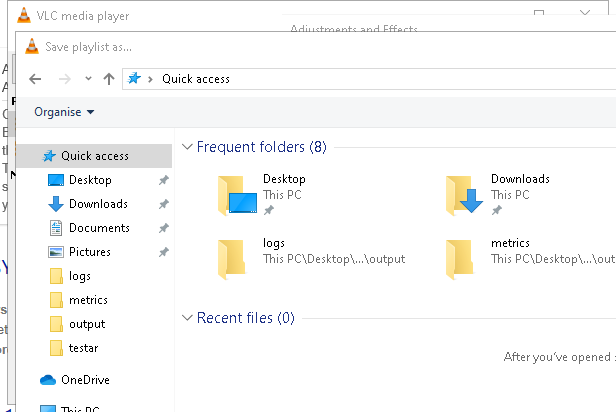 VLC media player
Adjustments and Effects
Save playlist as...
Quick access
Organise
Quick access
Desktop
Downloads
Documents
Pictures
logs
metrics
output
testar
OneDrive
This PC
Frequent folders (8)
Desktop
This PC
Downloads
This PC
logs
This PC\Desktop\...\output
metrics
This PC\Desktop\...\out
Recent files (0)
After you've opened